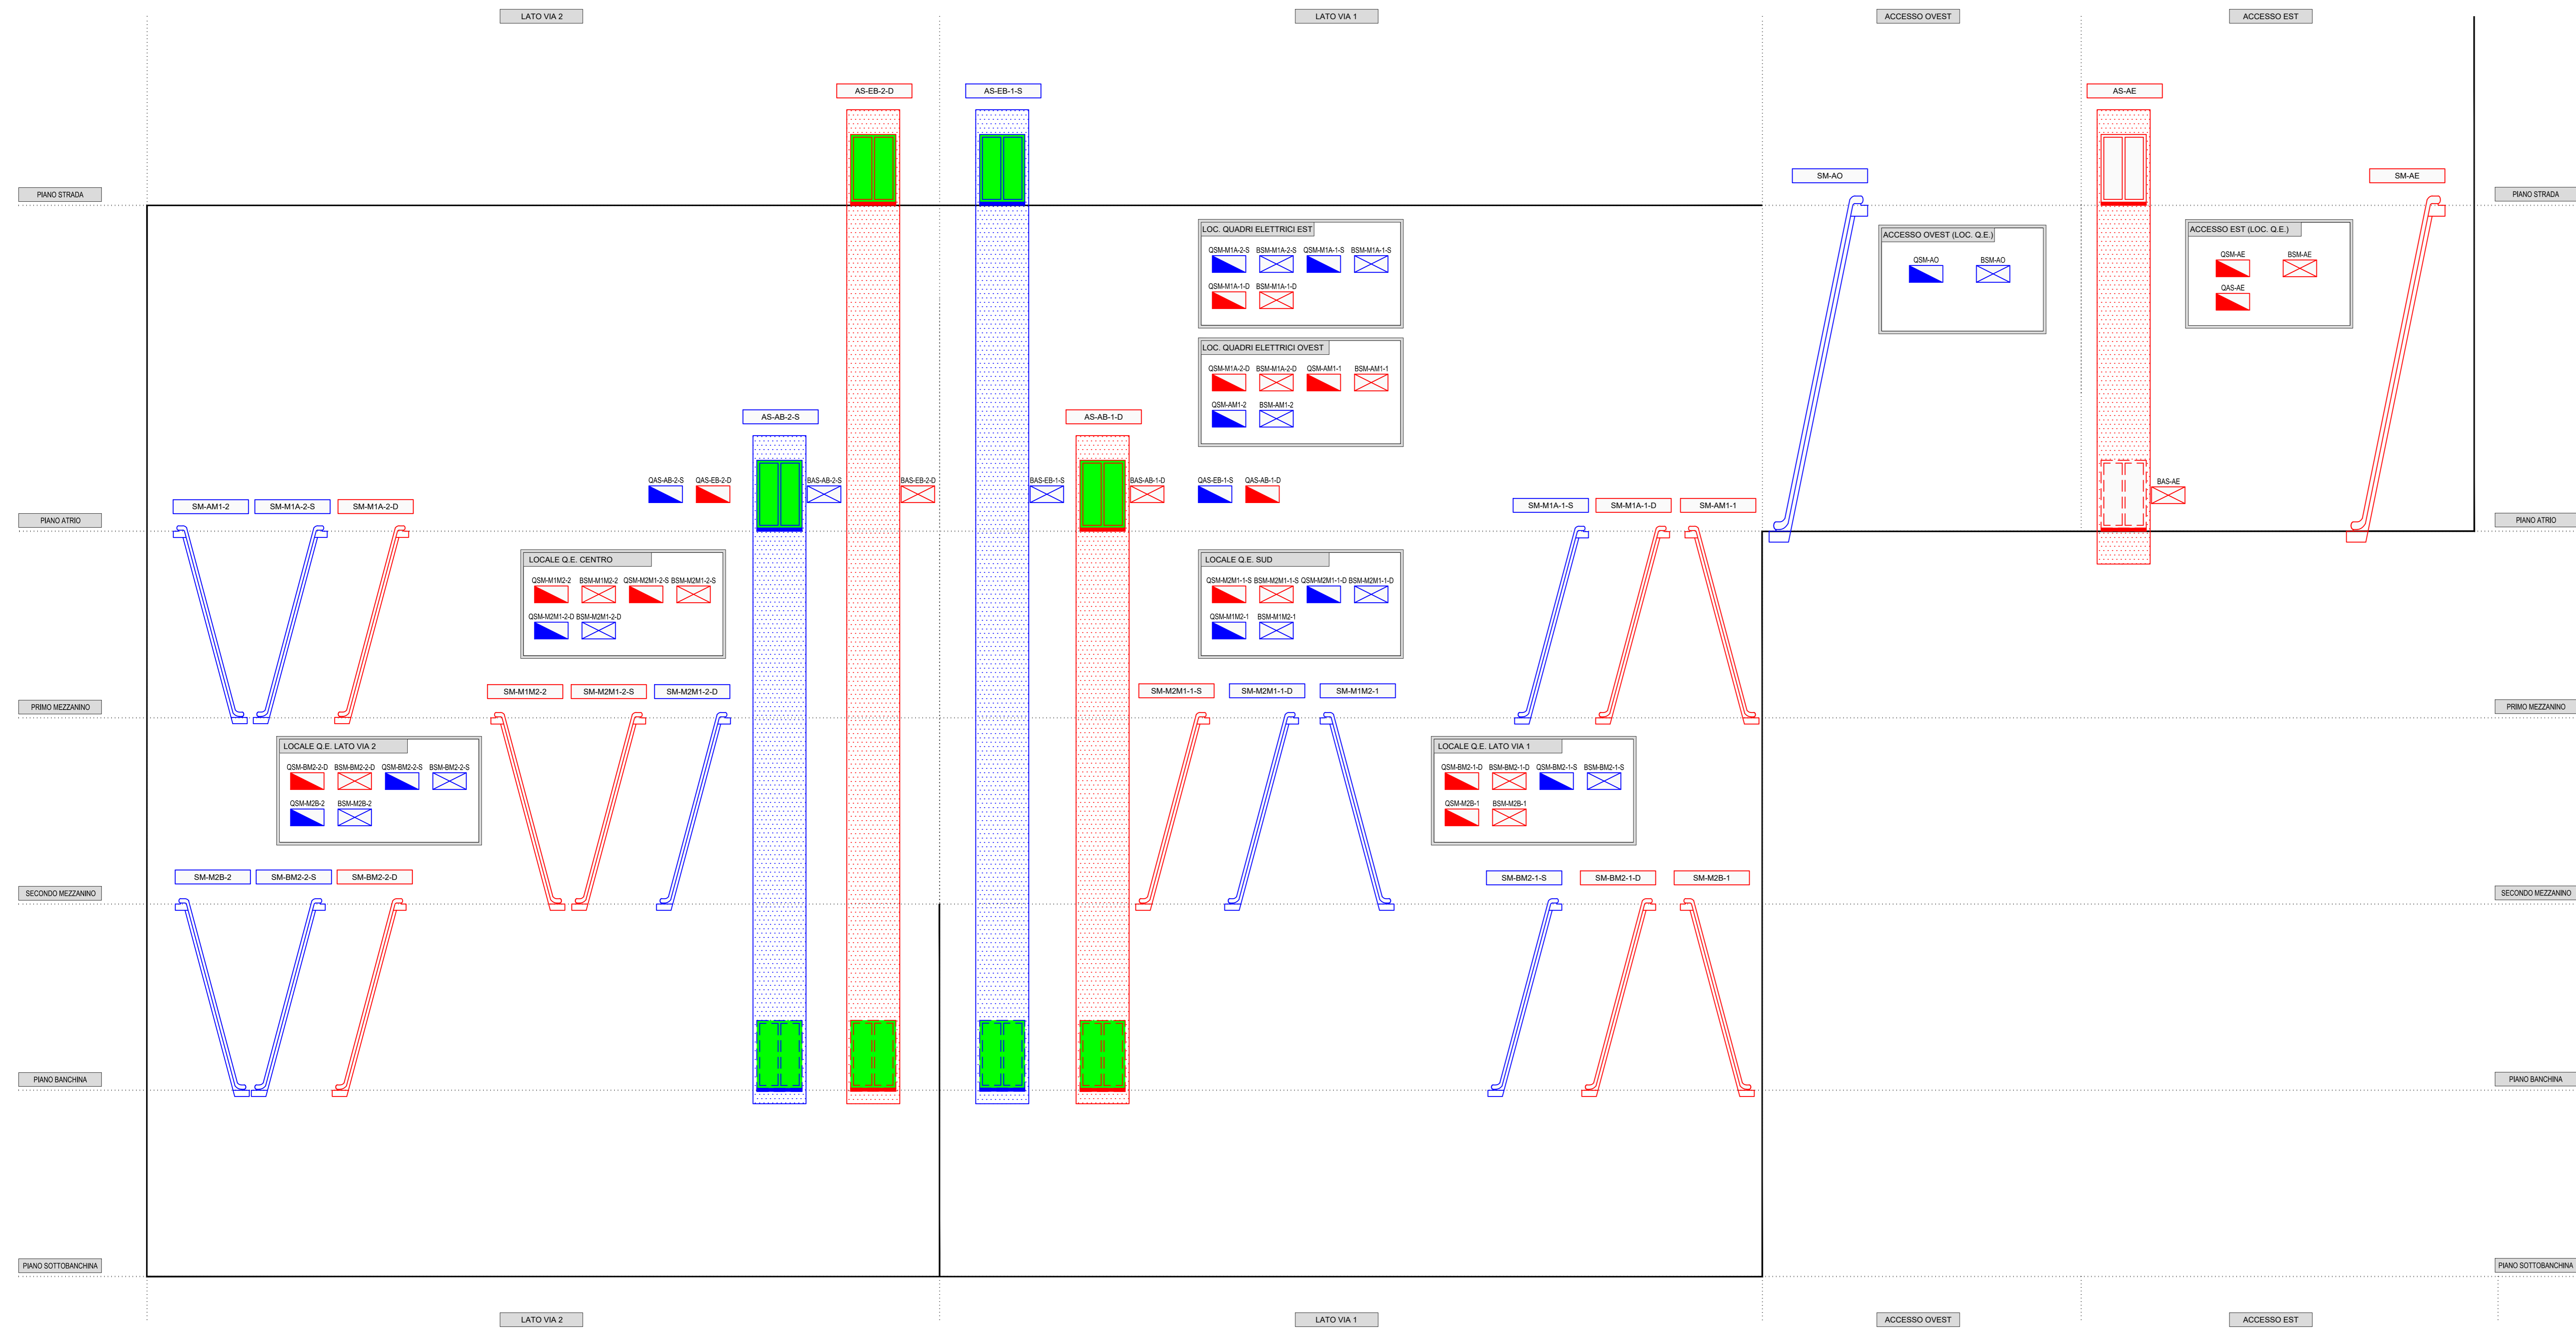 LATO VIA 2
LATO VIA 1
ACCESSO OVEST
ACCESSO EST
AS-EB-2-D
AS-EB-1-S
AS-AE
SM-AO
SM-AE
PIANO STRADA
PIANO STRADA
LOC. QUADRI ELETTRICI EST
QSM-M1A-2-S BSM-M1A-2-S QSM-M1A-1-S BSM-M1A-1-S
QSM-M1A-1-D BSM-M1A-1-D
ACCESSO OVEST (LOC. Q.E.)
QSM-AO BSM-AO
ACCESSO EST (LOC. Q.E.)
QSM-AE BSM-AE
QAS-AE
LOC. QUADRI ELETTRICI OVEST
QSM-M1A-2-D BSM-M1A-2-D QSM-AM1-1 BSM-AM1-1
QSM-AM1-2 BSM-AM1-2
AS-AB-2-S
AS-AB-1-D
QAS-AB-2-S QAS-EB-2-D BAS-AB-2-S BAS-EB-2-D BAS-EB-1-S BAS-AB-1-D QAS-EB-1-S QAS-AB-1-D
BAS-AE
SM-AM1-2 SM-M1A-2-S SM-M1A-2-D
SM-M1A-1-S SM-M1A-1-D SM-AM1-1
PIANO ATRIO
PIANO ATRIO
LOCALE Q.E. CENTRO
QSM-M1M2-2 BSM-M1M2-2 QSM-M2M1-2-S BSM-M2M1-2-S
QSM-M2M1-2-D BSM-M2M1-2-D
LOCALE Q.E. SUD
QSM-M2M1-1-S BSM-M2M1-1-S QSM-M2M1-1-D BSM-M2M1-1-D
QSM-M1M2-1 BSM-M1M2-1
SM-M1M2-2 SM-M2M1-2-S SM-M2M1-2-D
SM-M2M1-1-S SM-M2M1-1-D SM-M1M2-1
PRIMO MEZZANINO
PRIMO MEZZANINO
LOCALE Q.E. LATO VIA 2
QSM-BM2-2-D BSM-BM2-2-D QSM-BM2-2-S BSM-BM2-2-S
QSM-M2B-2 BSM-M2B-2
LOCALE Q.E. LATO VIA 1
QSM-BM2-1-D BSM-BM2-1-D QSM-BM2-1-S BSM-BM2-1-S
QSM-M2B-1 BSM-M2B-1
SM-M2B-2 SM-BM2-2-S SM-BM2-2-D
SM-BM2-1-S SM-BM2-1-D SM-M2B-1
SECONDO MEZZANINO
SECONDO MEZZANINO
PIANO BANCHINA
PIANO BANCHINA
PIANO SOTTOBANCHINA
PIANO SOTTOBANCHINA
LATO VIA 2
LATO VIA 1
ACCESSO OVEST
ACCESSO EST